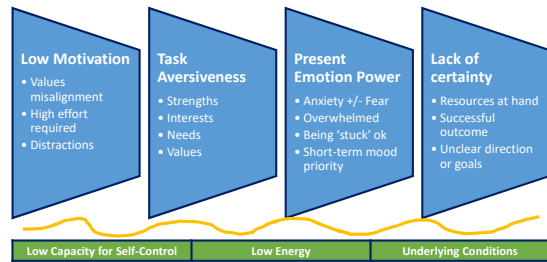 Low Motivation
• Values
misalignment
• High effort
required
• Distractions
Task
Aversiveness
• Strengths
• Interests
• Needs
• Values
Present
Emotion Power
• Anxiety +/- Fear
• Overwhelmed
• Being ‘stuck’ ok
• Short-term mood
priority
Lack of
certainty
• Resources at hand
• Successful
outcome
• Unclear direction
or goals
Low Capacity for Self-Control
Low Energy
Underlying Conditions